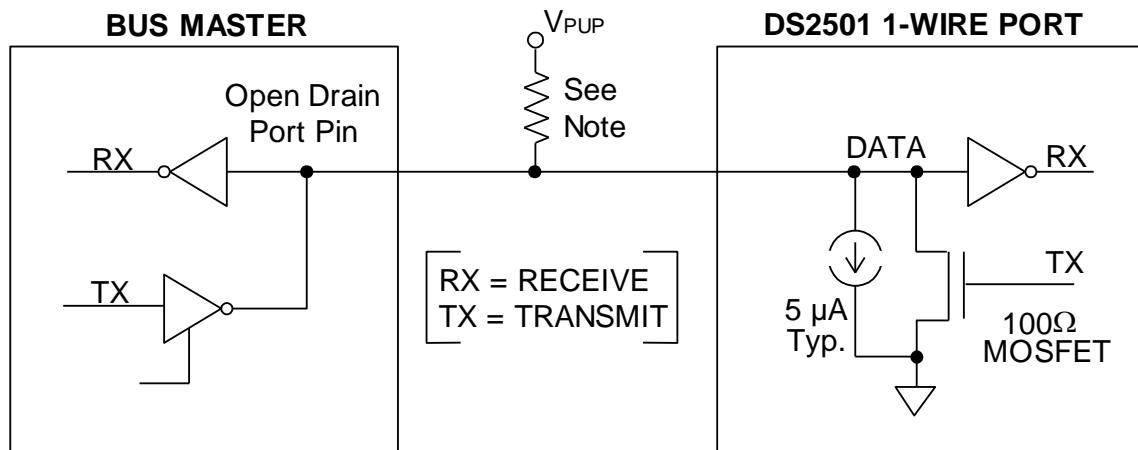 BUS MASTER
VPUP
DS2501 1-WIRE PORT
Open Drain
Port Pin
See
Note
RX
DATA
RX
TX
RX = RECEIVE
TX = TRANSMIT
TX
5 µA
Typ.
100Ω
MOSFET